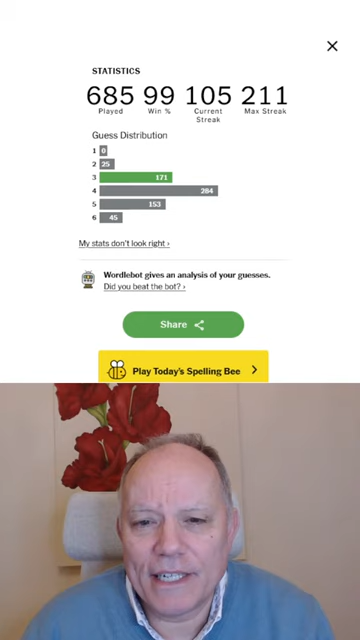 STATISTICS
685 99 105 211
Played Win % Current Streak Max Streak
Guess Distribution
1 0
2 25
3 171
4 284
5 153
6 45
My stats don't look right ›
Wordlebot gives an analysis of your guesses.
Did you beat the bot? ›
Share
Play Today's Spelling Bee